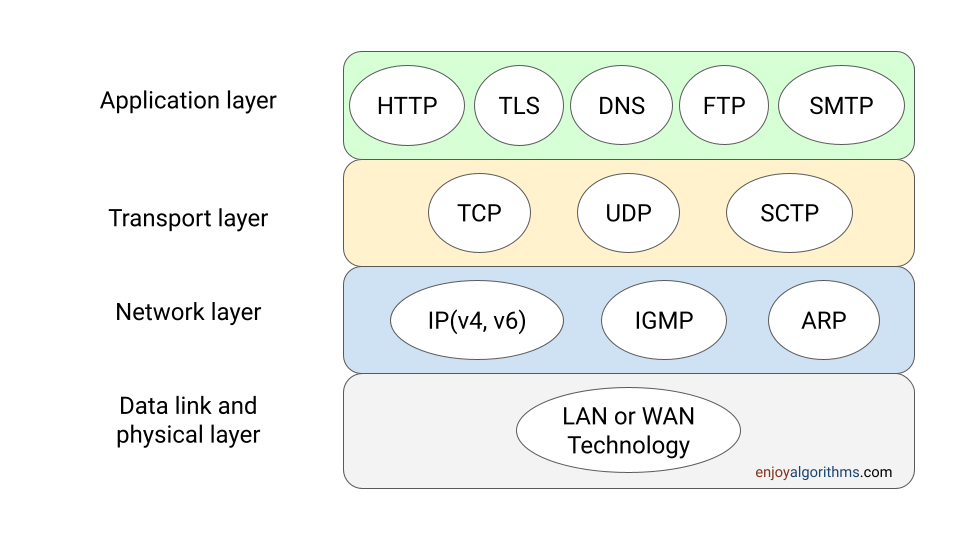 Application layer
HTTP
TLS
DNS
FTP
SMTP
Transport layer
TCP
UDP
SCTP
Network layer
IP(v4, v6)
IGMP
ARP
Data link and
physical layer
LAN or WAN
Technology
enjoyalgorithms.com